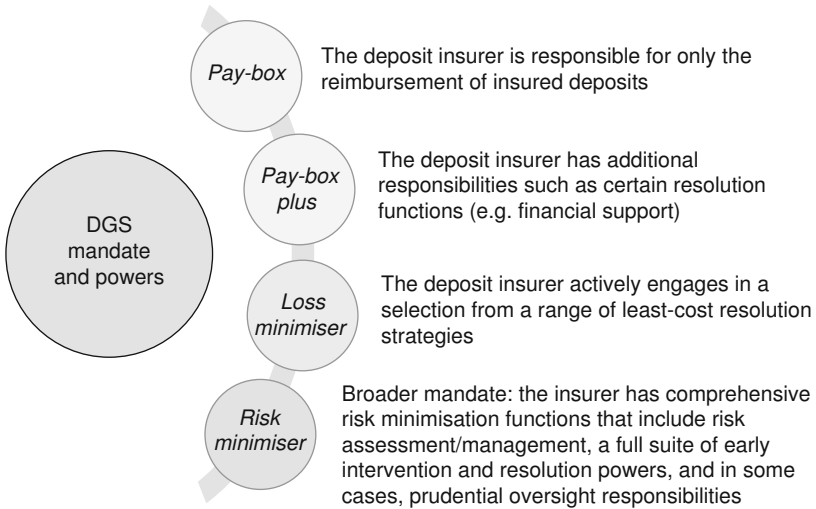 Pay-box
The deposit insurer is responsible for only the
reimbursement of insured deposits
Pay-box
plus
The deposit insurer has additional
responsibilities such as certain resolution
functions (e.g. financial support)
DGS
mandate
and powers
Loss
minimiser
The deposit insurer actively engages in a
selection from a range of least-cost resolution
strategies
Risk
minimiser
Broader mandate: the insurer has comprehensive
risk minimisation functions that include risk
assessment/management, a full suite of early
intervention and resolution powers, and in some
cases, prudential oversight responsibilities